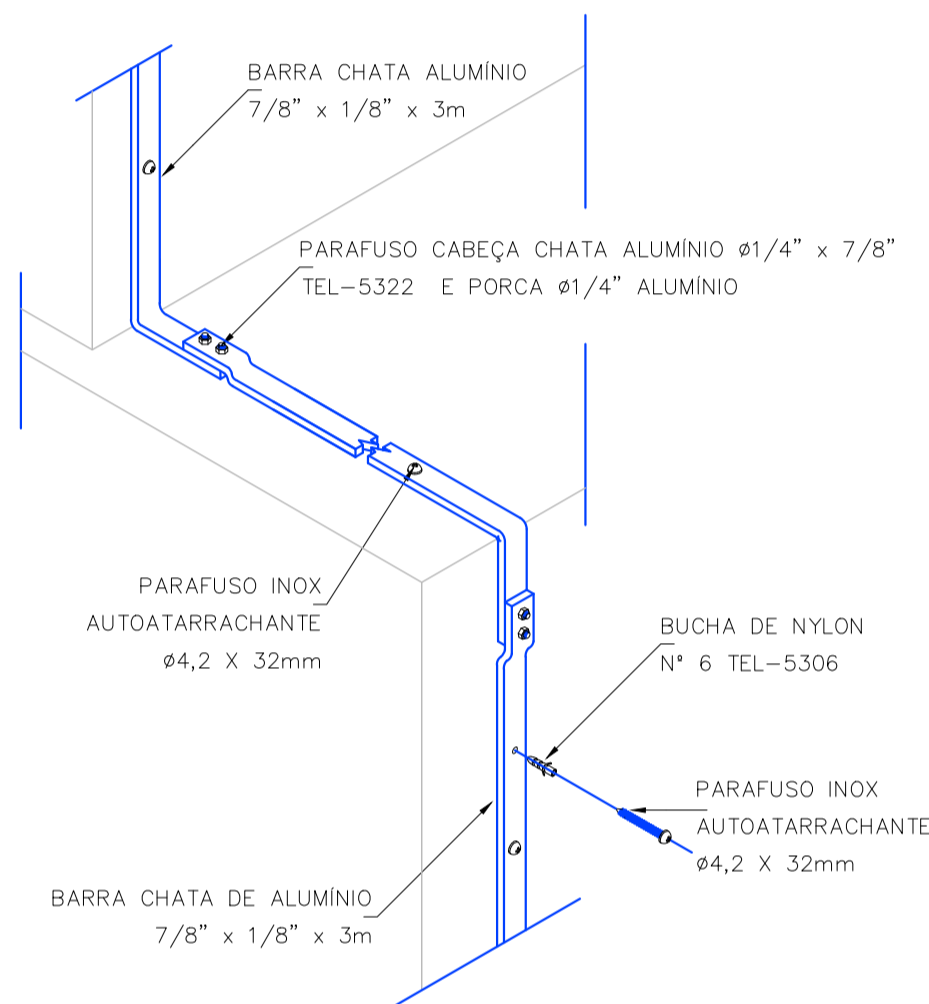 BARRA CHATA ALUMÍNIO
7/8” x 1/8” x 3m
PARAFUSO CABEÇA CHATA ALUMÍNIO ø1/4” x 7/8”
TEL-5322 E PORCA ø1/4” ALUMÍNIO
PARAFUSO INOX
AUTOATARRACHANTE
ø4,2 X 32mm
BUCHA DE NYLON
N° 6 TEL-5306
PARAFUSO INOX
AUTOATARRACHANTE
ø4,2 X 32mm
BARRA CHATA DE ALUMÍNIO
7/8” x 1/8” x 3m